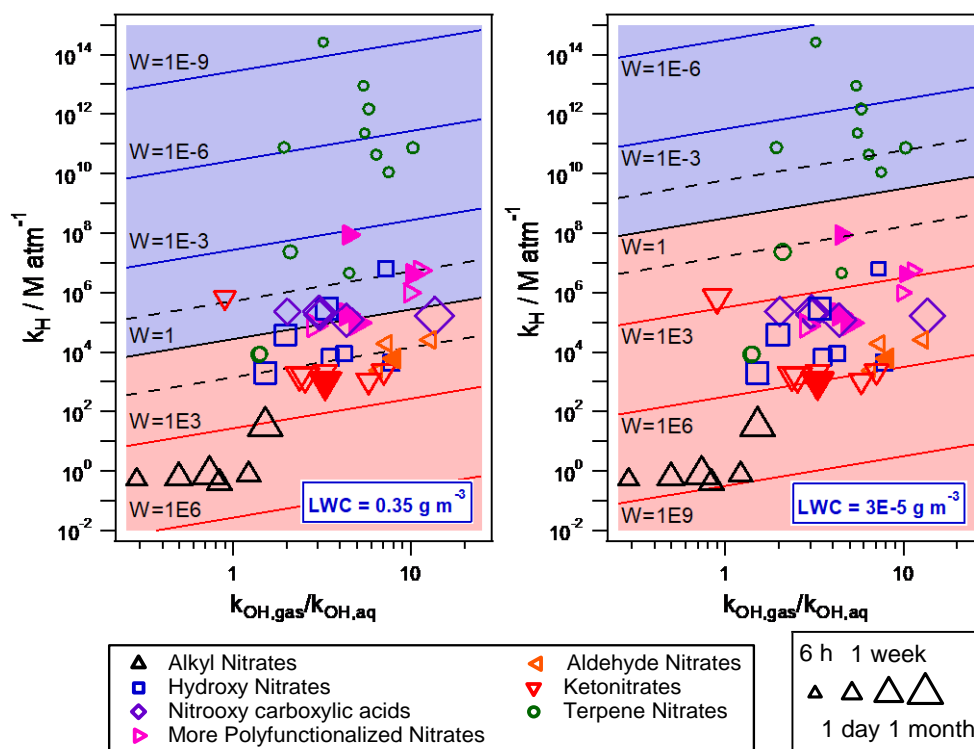 k_H / M atm^-1
10^14
10^12
10^10
10^8
10^6
10^4
10^2
10^0
10^-2
W=1E-9
W=1E-6
W=1E-3
W=1
W=1E3
W=1E6
LWC = 0.35 g m^-3
1
10
k_OH,gas/k_OH,aq
k_H / M atm^-1
10^14
10^12
10^10
10^8
10^6
10^4
10^2
10^0
10^-2
W=1E-6
W=1E-3
W=1
W=1E3
W=1E6
W=1E9
LWC = 3E-5 g m^-3
1
10
k_OH,gas/k_OH,aq
Alkyl Nitrates
Hydroxy Nitrates
Nitrooxy carboxylic acids
More Polyfunctionalized Nitrates
Aldehyde Nitrates
Ketonitrates
Terpene Nitrates
6 h 1 week
1 day 1 month